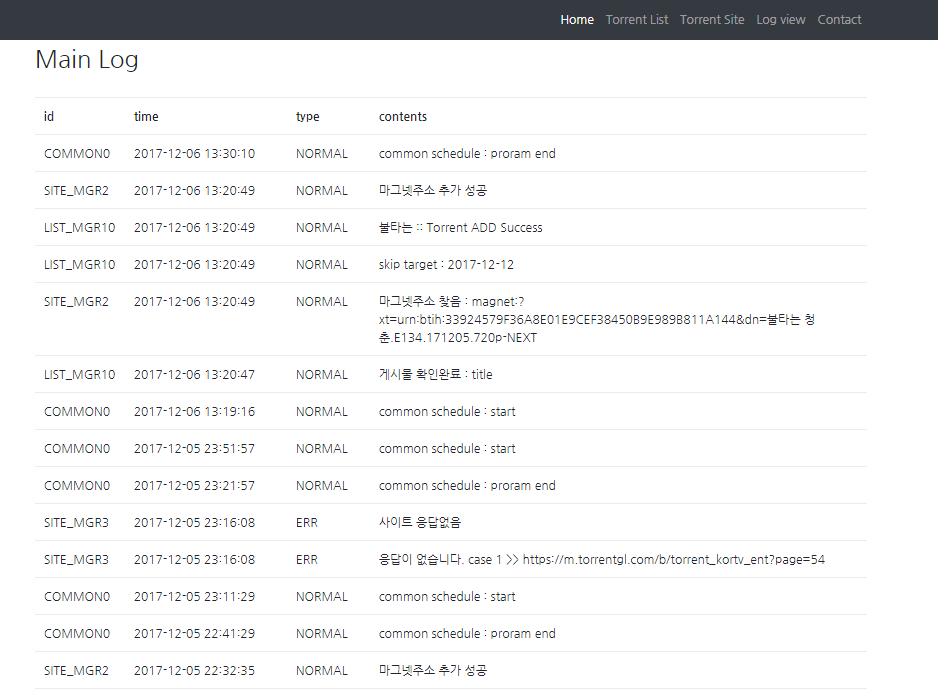 Home Torrent List Torrent Site Log view Contact
Main Log
id time type contents
COMMON0 2017-12-06 13:30:10 NORMAL common schedule : proram end
SITE_MGR2 2017-12-06 13:20:49 NORMAL 마그넷주소 추가 성공
LIST_MGR10 2017-12-06 13:20:49 NORMAL 불타는 :: Torrent ADD Success
LIST_MGR10 2017-12-06 13:20:49 NORMAL skip target : 2017-12-12
SITE_MGR2 2017-12-06 13:20:49 NORMAL 마그넷주소 찾음 : magnet:?
xt=urn:btih:33924579F36A8E01E9CEF38450B9E989B811A144&dn=불타는 청
춘.E134.171205.720p-NEXT
LIST_MGR10 2017-12-06 13:20:47 NORMAL 게시물 확인완료 : title
COMMON0 2017-12-06 13:19:16 NORMAL common schedule : start
COMMON0 2017-12-05 23:51:57 NORMAL common schedule : start
COMMON0 2017-12-05 23:21:57 NORMAL common schedule : proram end
SITE_MGR3 2017-12-05 23:16:08 ERR 사이트 응답없음
SITE_MGR3 2017-12-05 23:16:08 ERR 응답이 없습니다. case 1 >> https://m.torrentgl.com/b/torrent_kortv_ent?page=54
COMMON0 2017-12-05 23:11:29 NORMAL common schedule : start
COMMON0 2017-12-05 22:41:29 NORMAL common schedule : proram end
SITE_MGR2 2017-12-05 22:32:35 NORMAL 마그넷주소 추가 성공